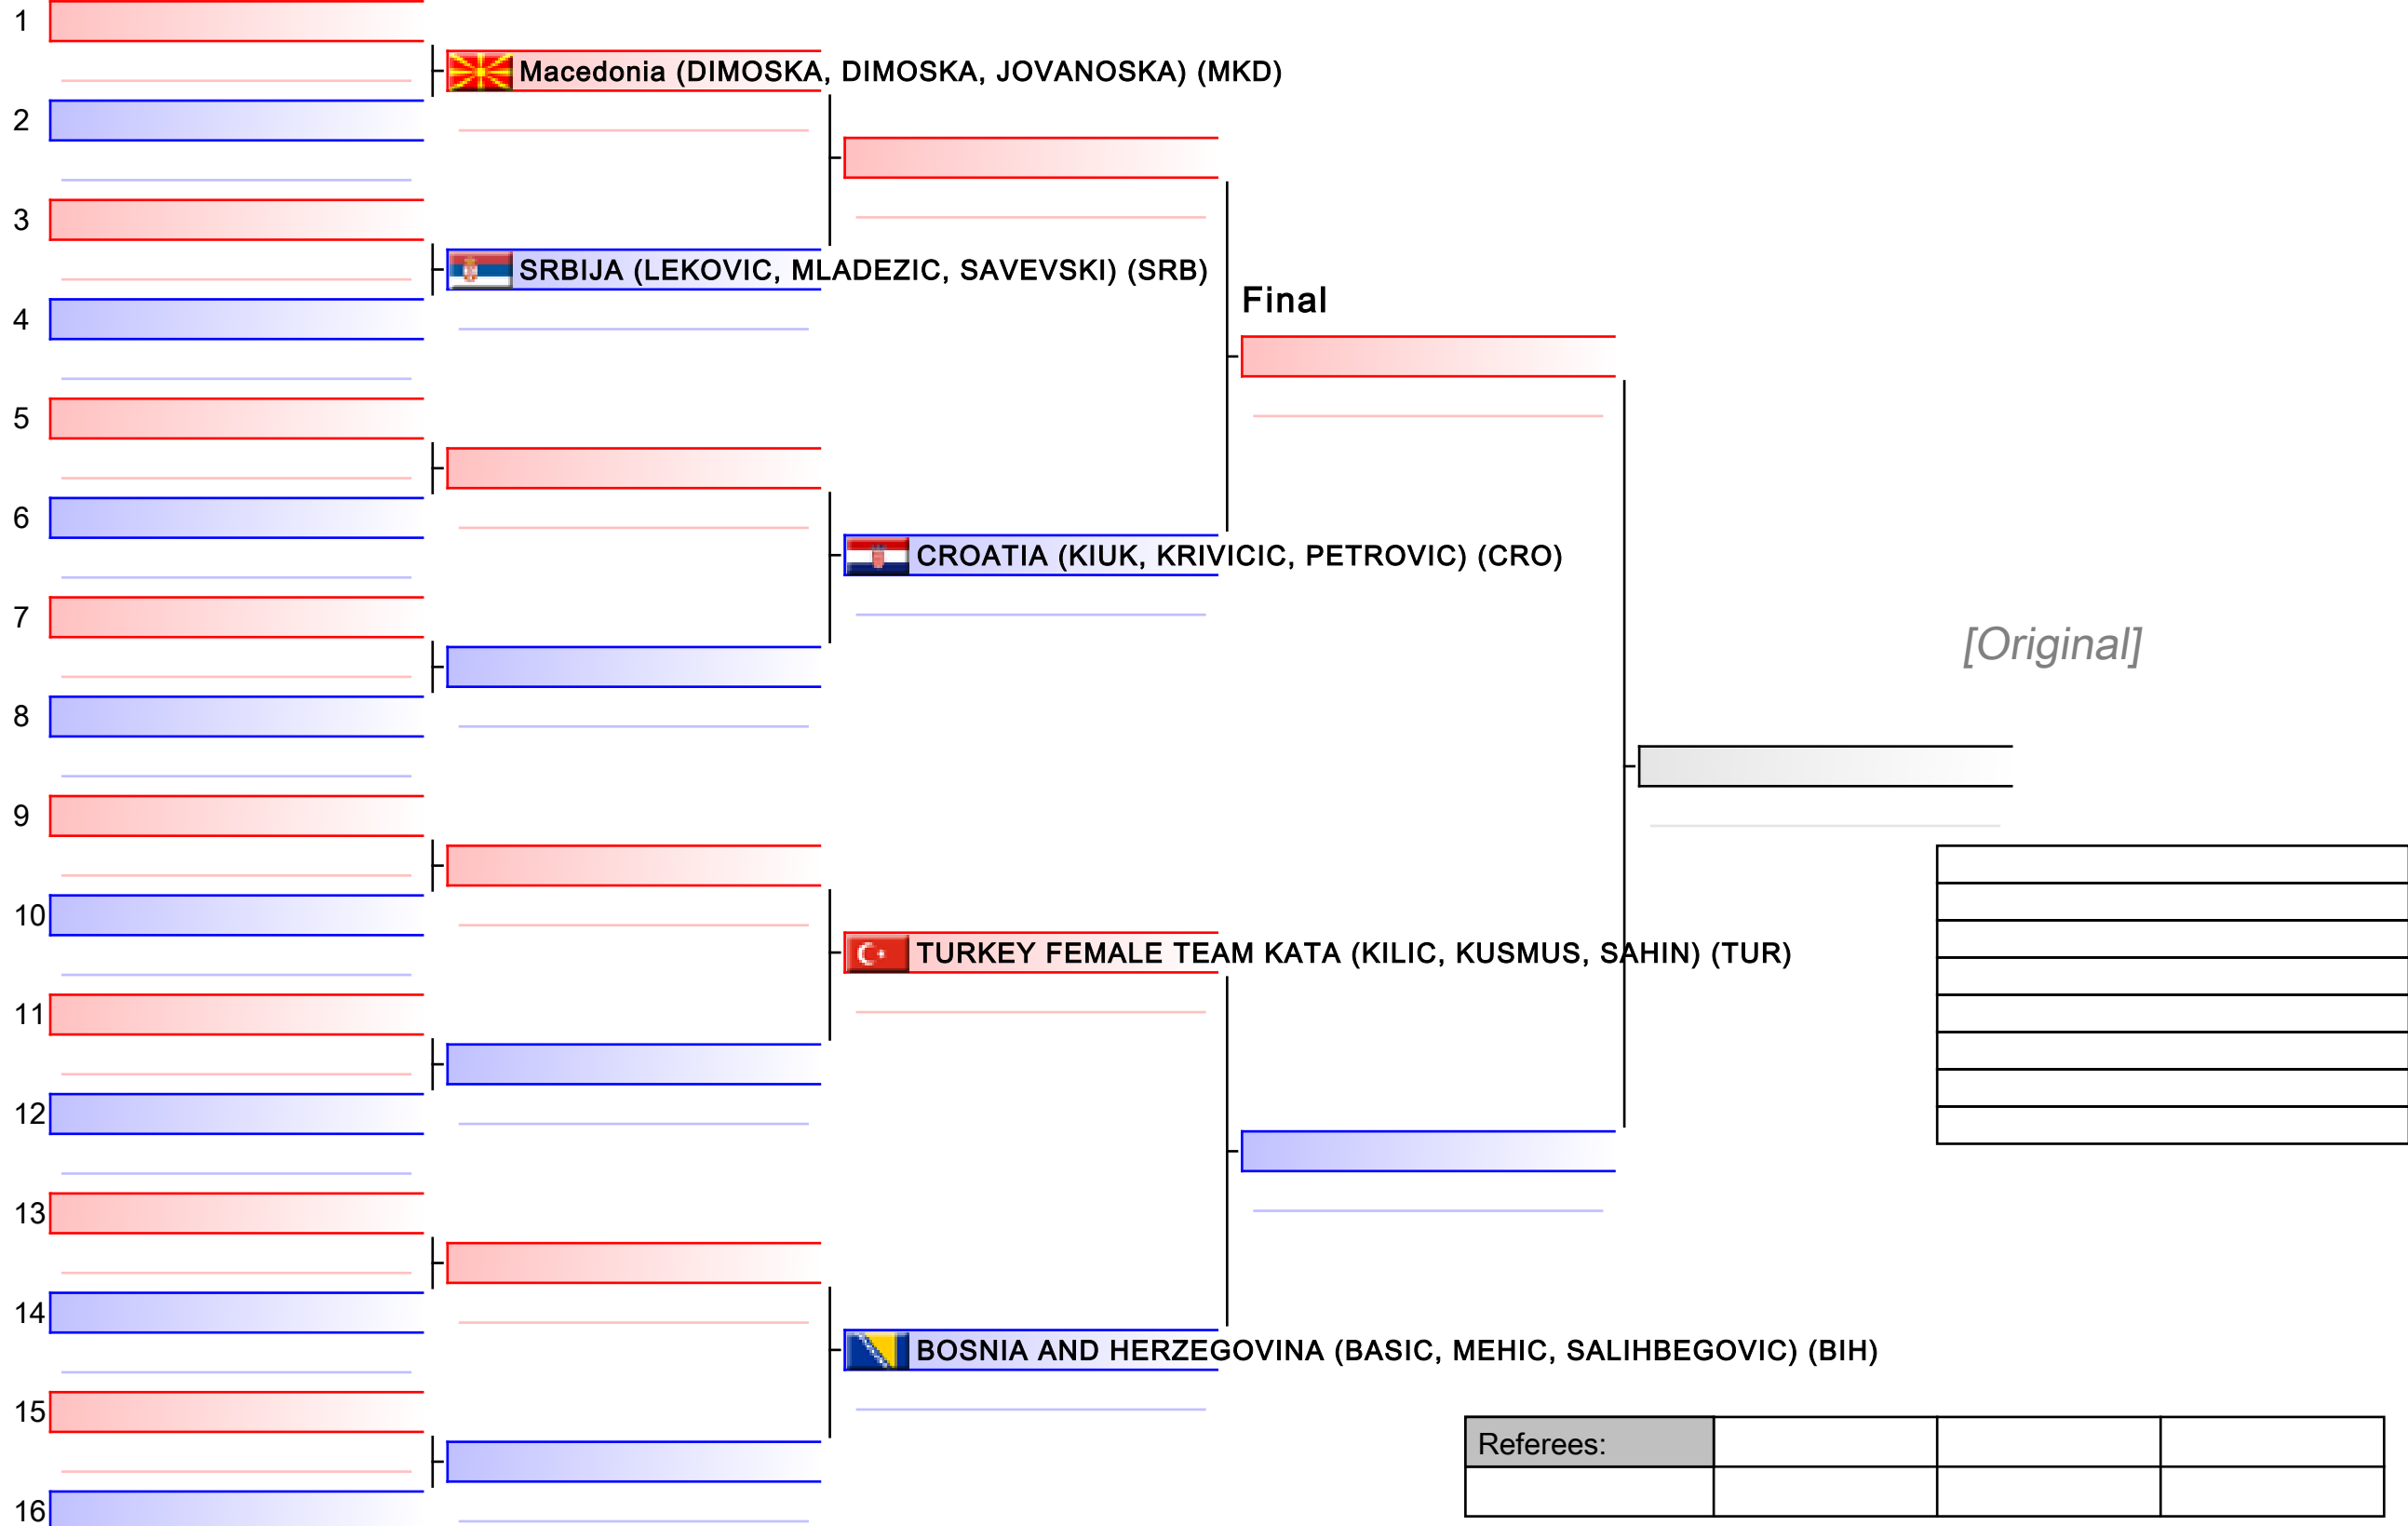 1
Macedonia (DIMOSKA, DIMOSKA, JOVANOSKA) (MKD)
2
3
SRBIJA (LEKOVIC, MLADEZIC, SAVEVSKI) (SRB)
Final
4
5
6
CROATIA (KIUK, KRIVICIC, PETROVIC) (CRO)
7
[Original]
8
9
10
TURKEY FEMALE TEAM KATA (KILIC, KUSMUS, SAHIN) (TUR)
11
12
13
14
BOSNIA AND HERZEGOVINA (BASIC, MEHIC, SALIHBEGOVIC) (BIH)
15
Referees:
16